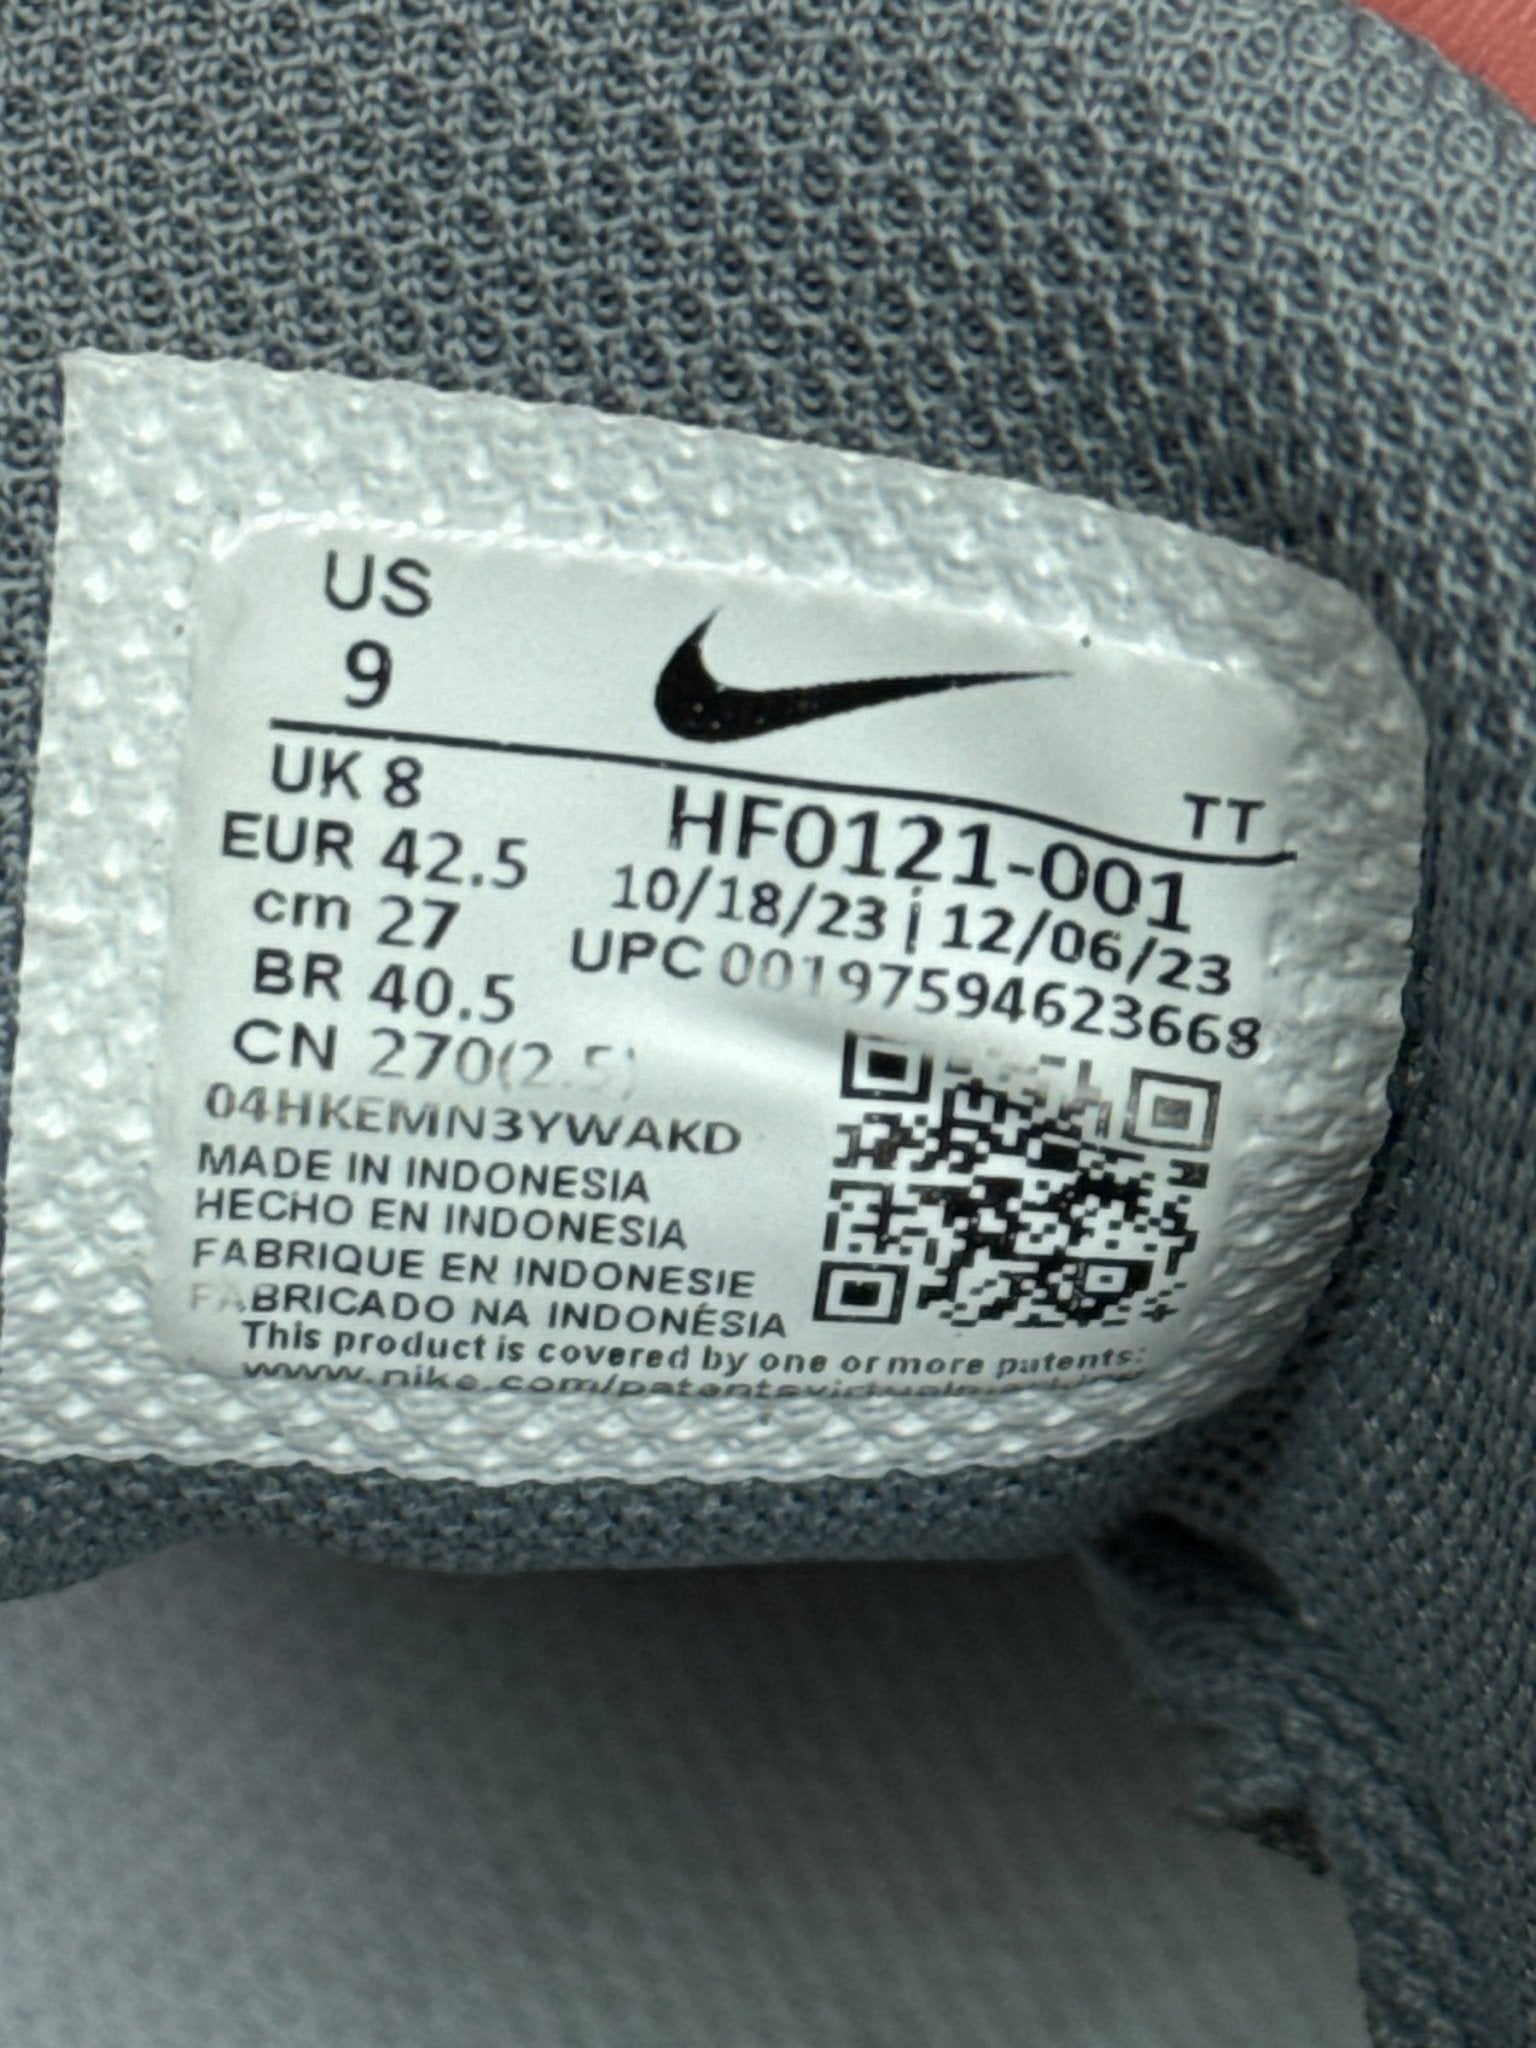 US
9
UK 8
EUR 42.5
cm 27
BR 40.5
CN 270(2.5)
TT
HF0121-001
10/18/23 | 12/06/23
UPC 00197594623668
04HKEMN3YWAKD
MADE IN INDONESIA
HECHO EN INDONESIA
FABRIQUE EN INDONESIE
FABRICADO NA INDONÉSIA
This product is covered by one or more patents: